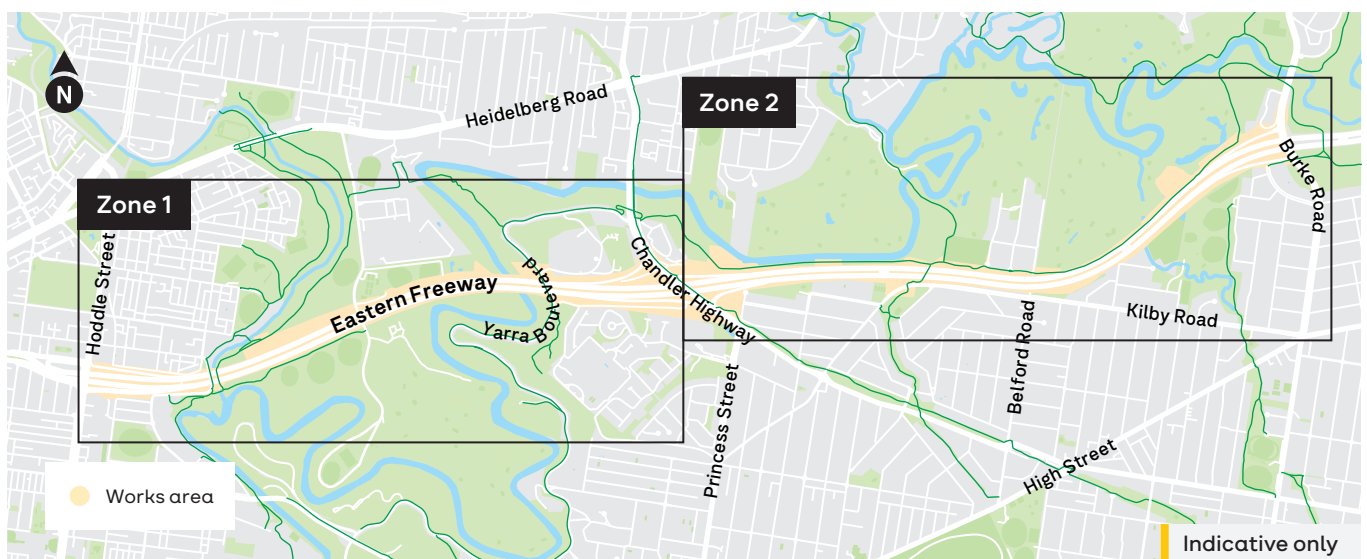 N
Heidelberg Road
Zone 2
Zone 1
Burke Road
Hoddle Street
Chandler Highway
Yarra Boulevard
Eastern Freeway
Kilby Road
Belford Road
Princess Street
High Street
Works area
Indicative only